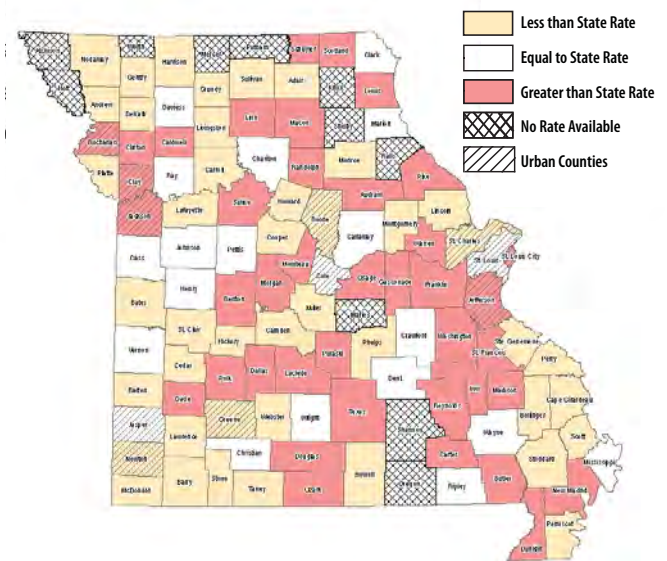 Less than State Rate
Equal to State Rate
Greater than State Rate
No Rate Available
Urban Counties
Nodaway
Harrison
Mercer
Putnam
Schuyler
Scotland
Clark
Gentry
Sullivan
Adair
Knox
Lewis
Holt
Andrew
DeKalb
Daviess
Grundy
Linn
Macon
Shelby
Marion
Buchanan
Clinton
Caldwell
Livingston
Chariton
Randolph
Monroe
Ralls
Pike
Platte
Clay
Ray
Carroll
Saline
Howard
Boone
Audrain
Lincoln
Jackson
Lafayette
Cooper
Callaway
Montgomery
Warren
St. Charles
St. Louis
St. Louis City
Cass
Johnson
Pettis
Moniteau
Cole
Osage
Gasconade
Franklin
Jefferson
Bates
Henry
Benton
Morgan
Miller
Maries
St. Clair
Camden
Phelps
Crawford
Washington
Ste. Genevieve
St. Francois
Perry
Vernon
Cedar
Hickory
Dallas
Laclede
Pulaski
Dent
Iron
Madison
Cape Girardeau
Barton
Dade
Polk
Greene
Webster
Wright
Texas
Shannon
Reynolds
Wayne
Bollinger
Scott
Jasper
Lawrence
Christian
Douglas
Carter
Stoddard
Mississippi
Newton
McDonald
Barry
Stone
Taney
Ozark
Howell
Oregon
Ripley
Butler
New Madrid
Dunklin
Pemiscot